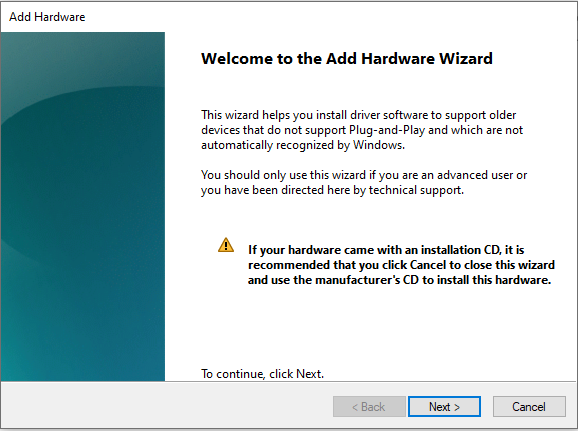 Add Hardware
Welcome to the Add Hardware Wizard
This wizard helps you install driver software to support older
devices that do not support Plug-and-Play and which are not
automatically recognized by Windows.
You should only use this wizard if you are an advanced user or
you have been directed here by technical support.
If your hardware came with an installation CD, it is
recommended that you click Cancel to close this wizard
and use the manufacturer's CD to install this hardware.
To continue, click Next.
< Back
Next >
Cancel